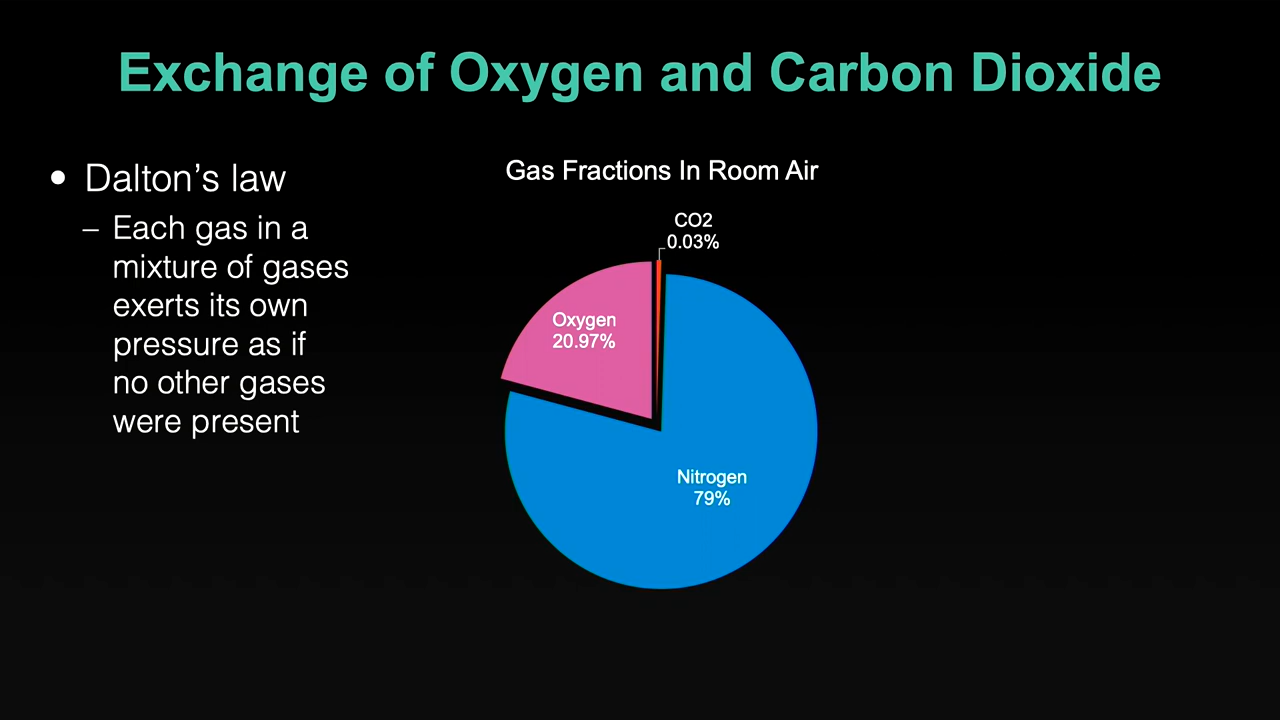 Exchange of Oxygen and Carbon Dioxide
• Dalton’s law
– Each gas in a
mixture of gases
exerts its own
pressure as if
no other gases
were present
Gas Fractions In Room Air
CO2
0.03%
Oxygen
20.97%
Nitrogen
79%